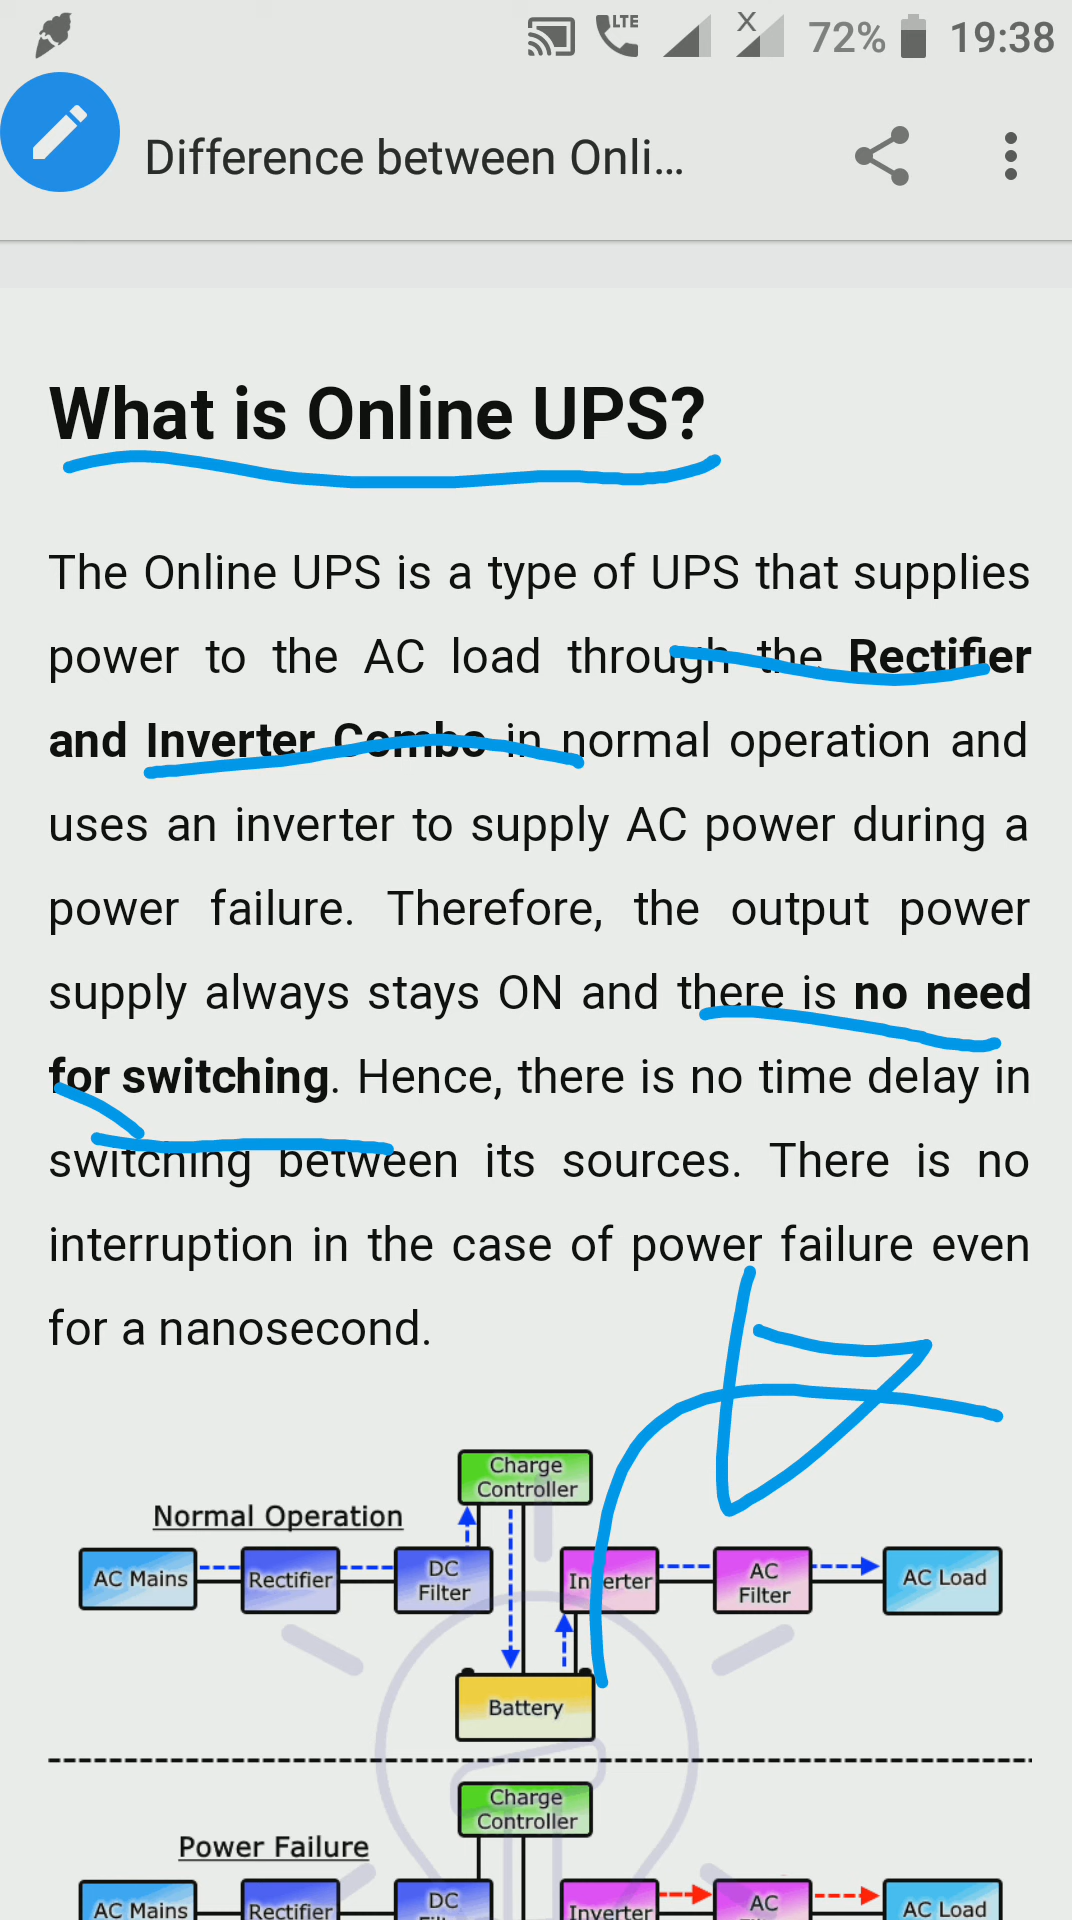 LTE
X
72% 19:38
Difference between Onli...
What is Online UPS?
The Online UPS is a type of UPS that supplies
power to the AC load through the Rectifier
and Inverter Combo in normal operation and
uses an inverter to supply AC power during a
power failure. Therefore, the output power
supply always stays ON and there is no need
for switching. Hence, there is no time delay in
switching between its sources. There is no
interruption in the case of power failure even
for a nanosecond.
Charge
Controller
Normal Operation
AC Mains
Rectifier
DC
Filter
Inverter
AC
Filter
AC Load
Battery
Charge
Controller
Power Failure
AC Mains
Rectifier
DC
Filter
Inverter
AC
AC Load